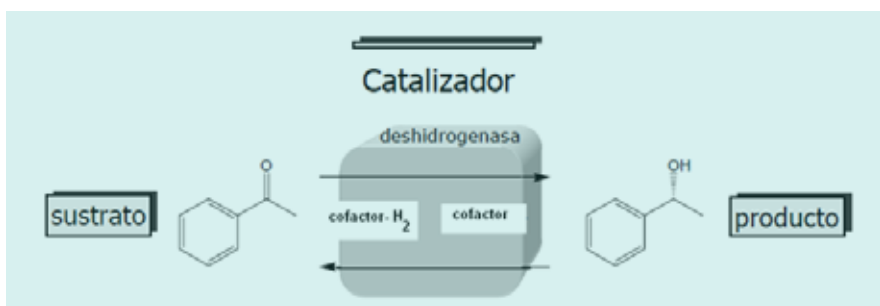 Catalizador
deshidrogenasa
O
OH
sustrato
cofactor- H2
cofactor
producto